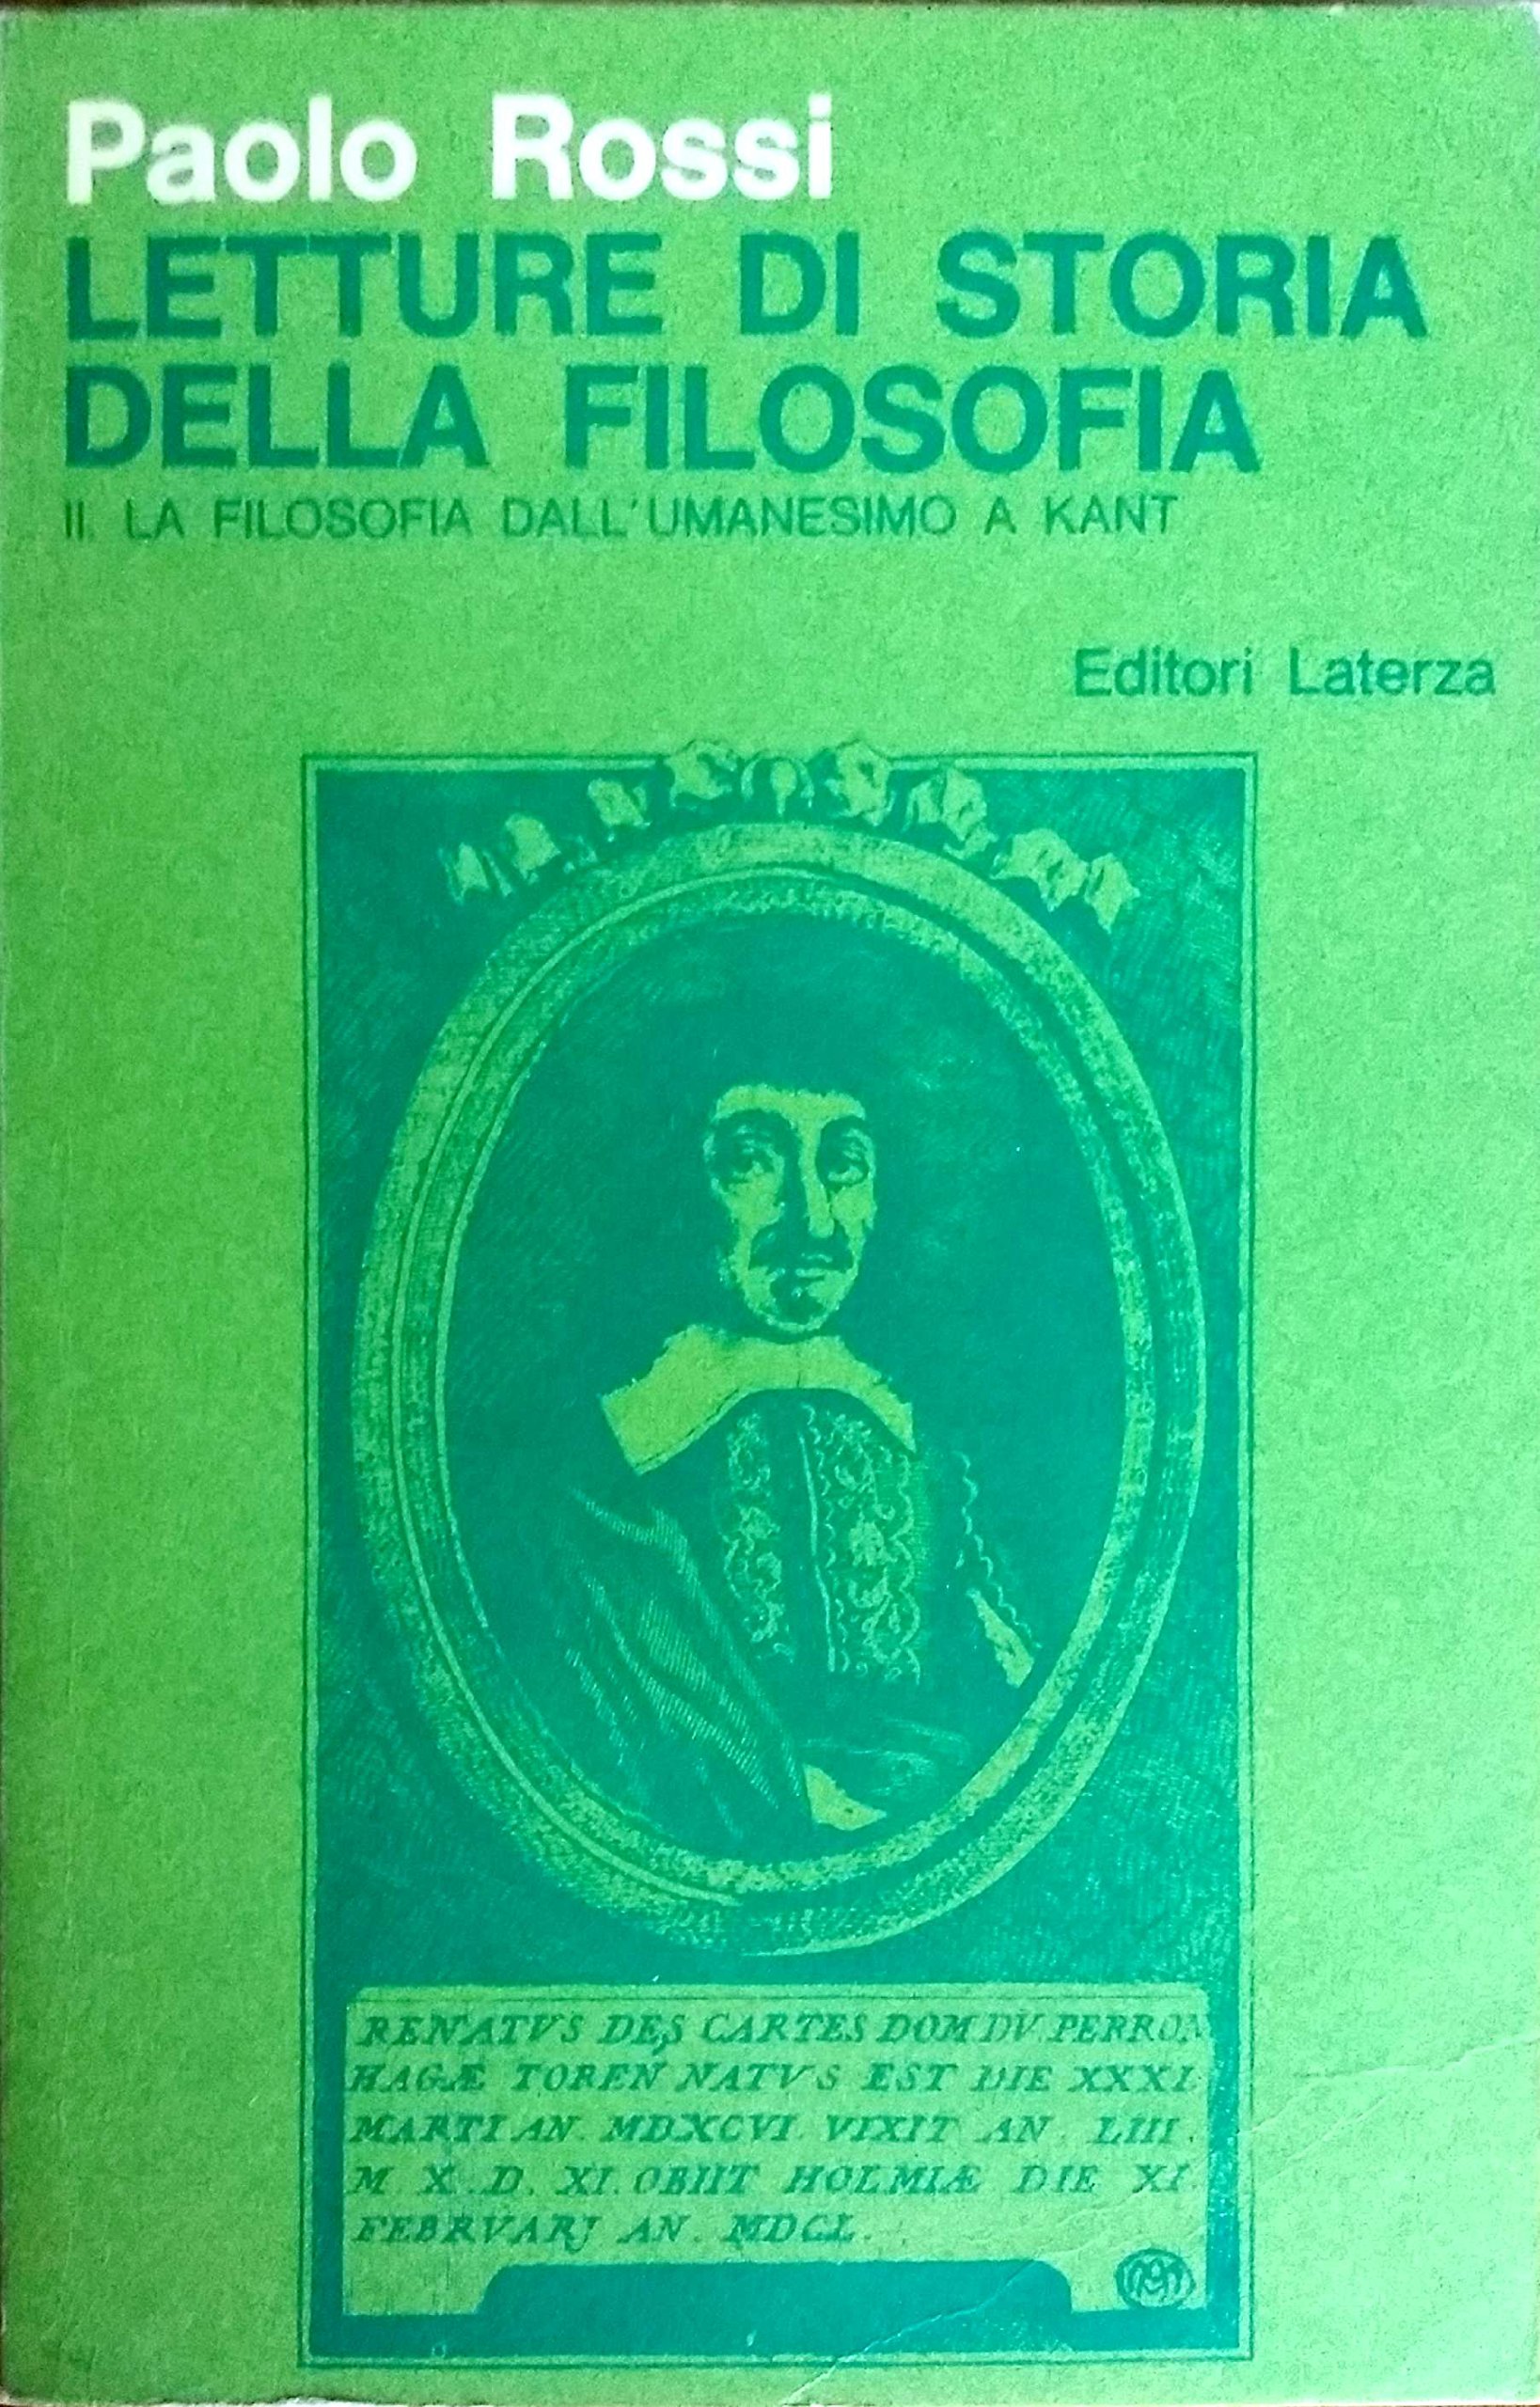 Paolo Rossi
LETTURE DI STORIA
DELLA FILOSOFIA
II. LA FILOSOFIA DALL'UMANESIMO A KANT
Editori Laterza
RENATVS DES CARTES DOM.DV.PERRON
HAGÆ TOREN NATVS EST DIE XXXI
MARTI AN. MDXCVI. VIXIT AN. LIII.
M. X. D. XI. OBIIT HOLMIÆ DIE XI.
FEBRVARJ AN. MDCL.